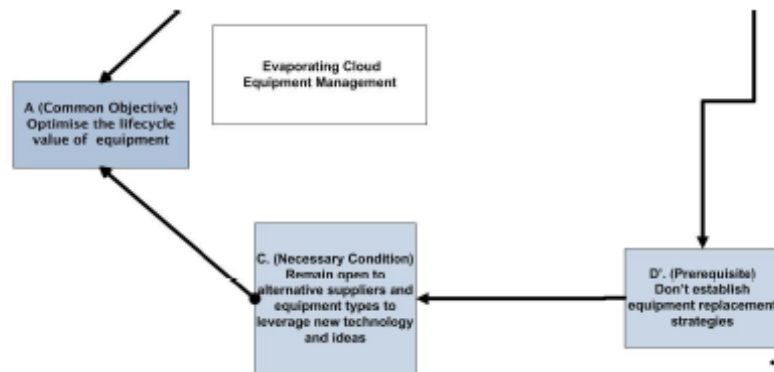 Evaporating Cloud
Equipment Management
A (Common Objective)
Optimise the lifecycle
value of equipment
C. (Necessary Condition)
Remain open to
alternative suppliers and
equipment types to
leverage new technology
and ideas
D'. (Prerequisite)
Don't establish
equipment replacement
strategies